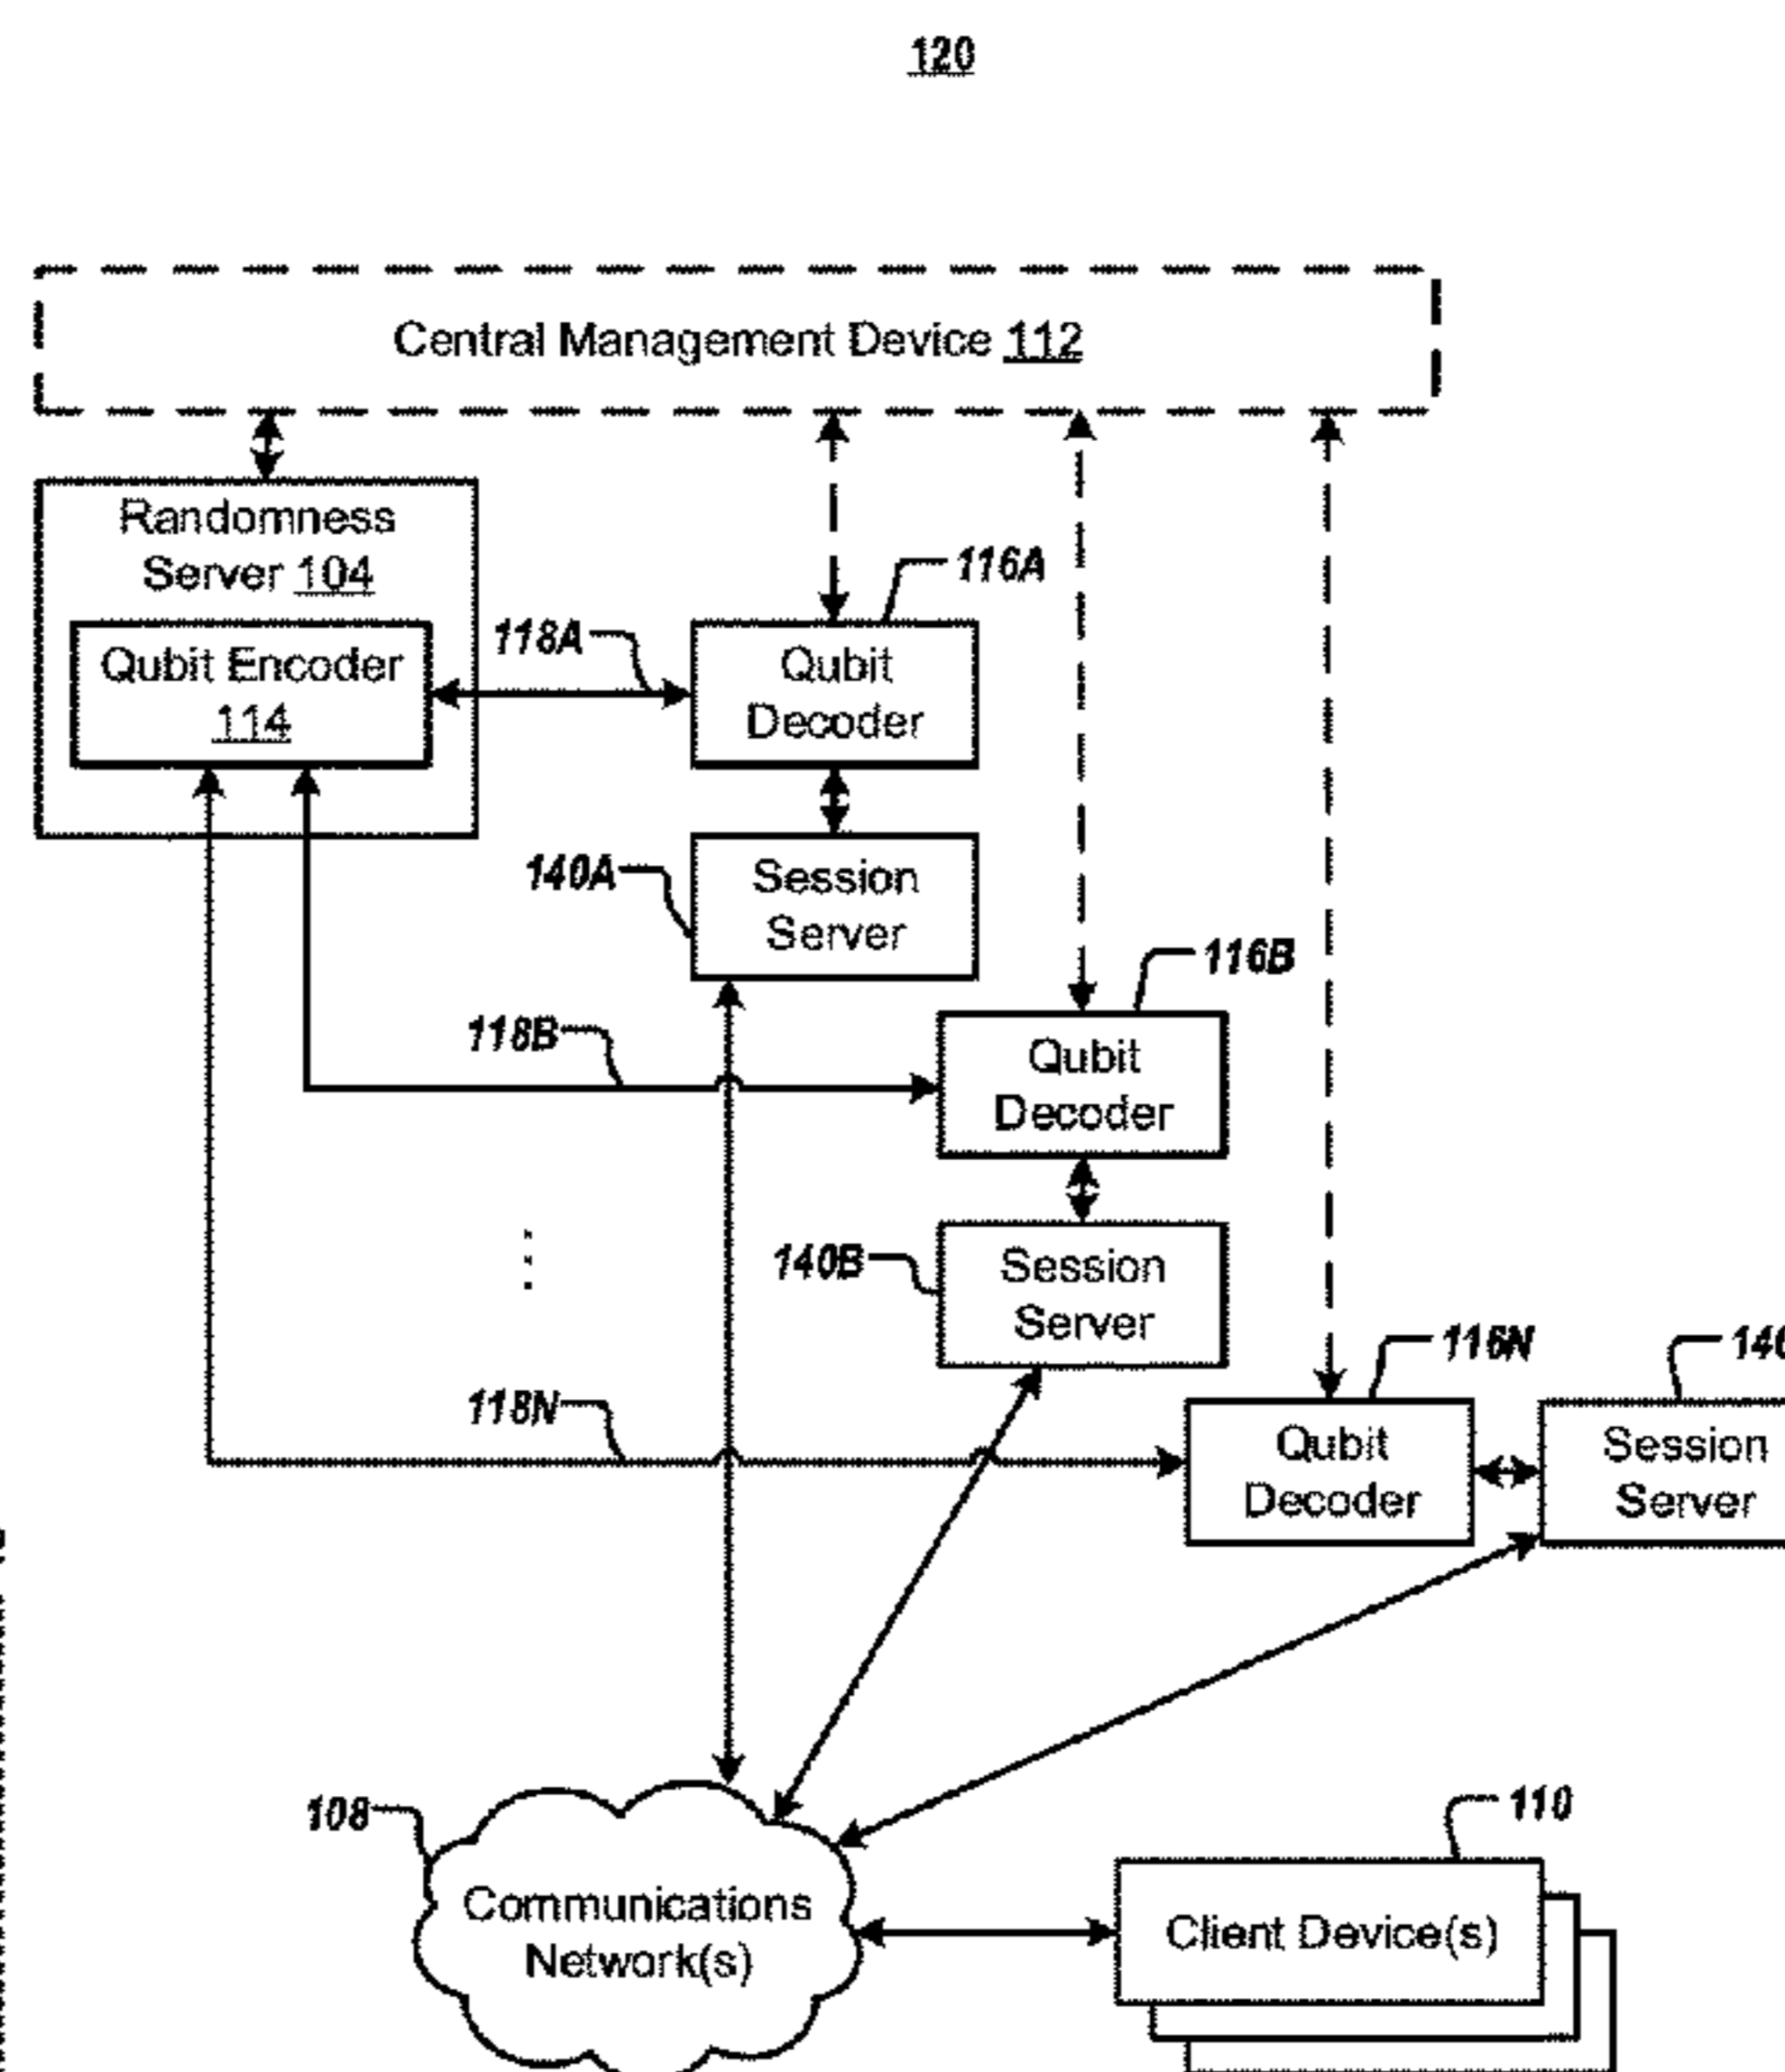 120
Central Management Device 112
Randomness
Server 104
Qubit Encoder
114
118A
116A
Qubit
Decoder
140A
Session
Server
118B
116B
Qubit
Decoder
140B
Session
Server
118N
116N
Qubit
Decoder
Session
Server
108
Communications
Network(s)
110
Client Device(s)